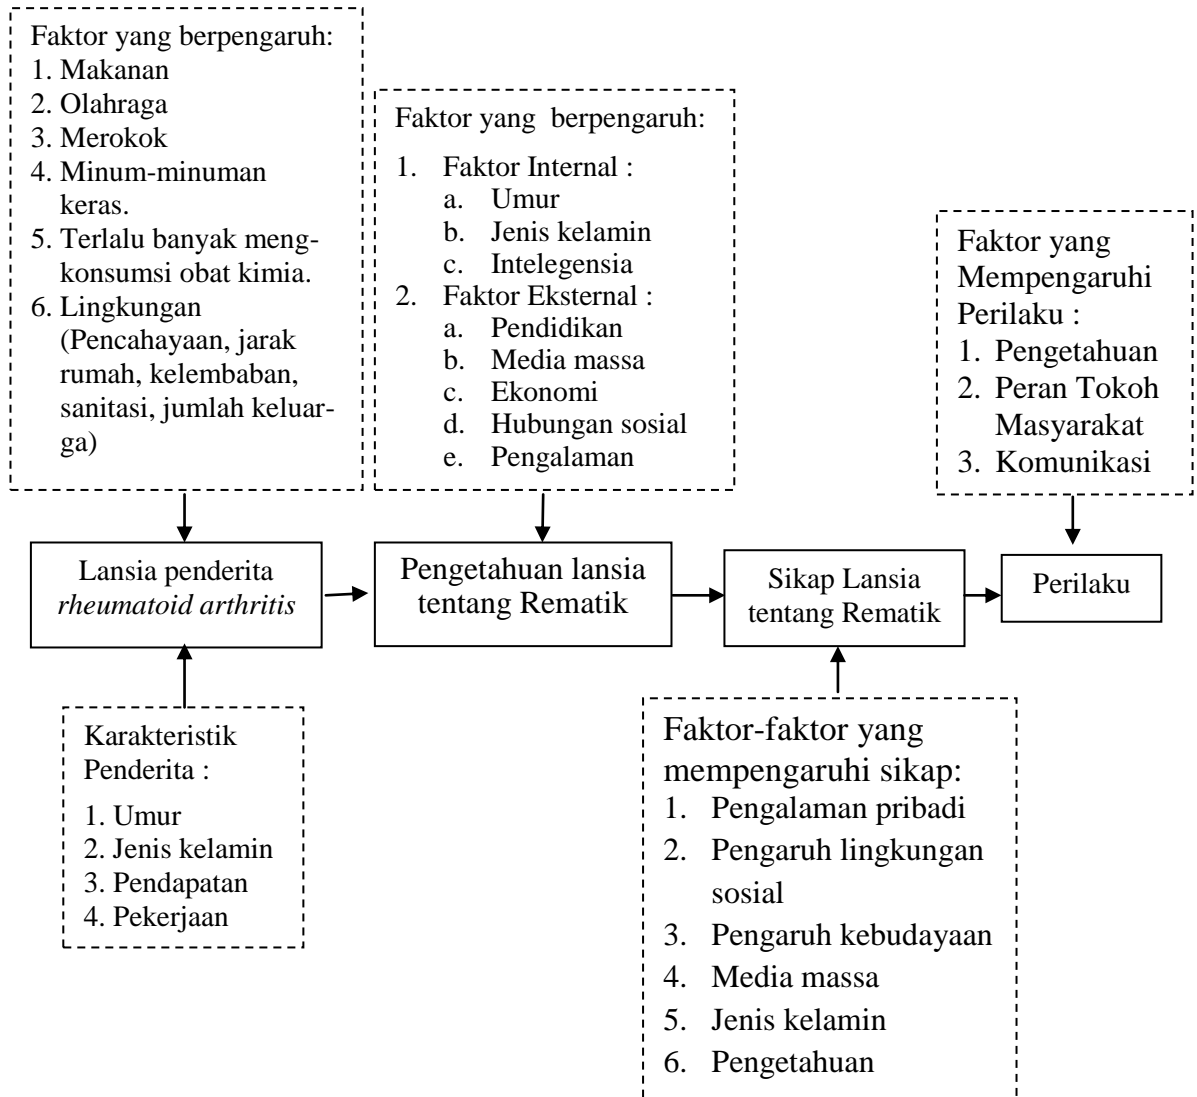 Faktor yang berpengaruh:
1. Makanan
2. Olahraga
3. Merokok
4. Minum-minuman
keras.
5. Terlalu banyak meng-
konsumsi obat kimia.
6. Lingkungan
(Pencahayaan, jarak
rumah, kelembaban,
sanitasi, jumlah keluar-
ga)
Faktor yang berpengaruh:
1. Faktor Internal :
a. Umur
b. Jenis kelamin
c. Intelegensia
2. Faktor Eksternal :
a. Pendidikan
b. Media massa
c. Ekonomi
d. Hubungan sosial
e. Pengalaman
Faktor yang
Mempengaruhi
Perilaku :
1. Pengetahuan
2. Peran Tokoh
Masyarakat
3. Komunikasi
Lansia penderita
rheumatoid arthritis
Pengetahuan lansia
tentang Rematik
Sikap Lansia
tentang Rematik
Perilaku
Karakteristik
Penderita :
1. Umur
2. Jenis kelamin
3. Pendapatan
4. Pekerjaan
Faktor-faktor yang
mempengaruhi sikap:
1. Pengalaman pribadi
2. Pengaruh lingkungan
sosial
3. Pengaruh kebudayaan
4. Media massa
5. Jenis kelamin
6. Pengetahuan